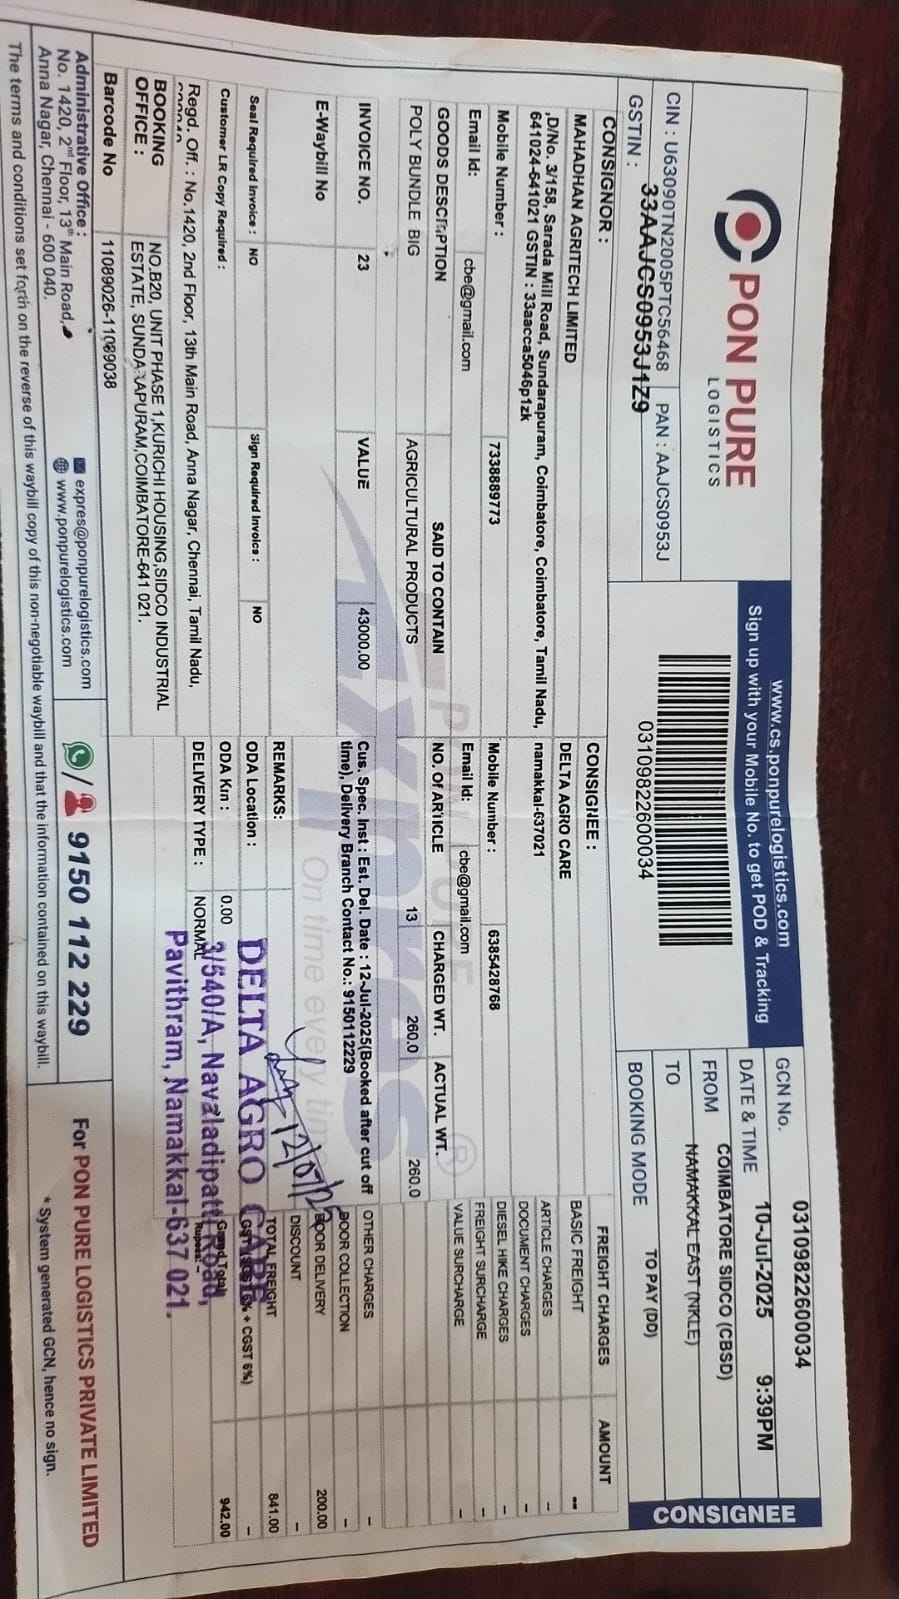 PON PURE
LOGISTICS
CIN : U63090TN2005PTC56468 PAN : AAJCS0953J
GSTIN : 33AAJCS0953J1Z9
www.cs.ponpurelogistics.com
Sign up with your Mobile No. to get POD & Tracking
03109822600034
GCN No. 03109822600034
DATE & TIME 10-Jul-2025 9:39PM
FROM COIMBATORE SIDCO (CBSD)
TO NAMAKKAL EAST (NKLE)
BOOKING MODE TO PAY (DD)
CONSIGNEE
CONSIGNOR :
MAHADHAN AGRITECH LIMITED
,D/No. 3/158, Sarada Mill Road, Sundarapuram, Coimbatore, Coimbatore, Tamil Nadu,
641024-641021 GSTIN : 33aacca5046p1zk
Mobile Number : 7338889773
Email Id: cbe@gmail.com
CONSIGNEE :
DELTA AGRO CARE
namakkal-637021
Mobile Number : 6385428768
Email Id: cbe@gmail.com
GOODS DESCRIPTION SAID TO CONTAIN NO. OF ARTICLE CHARGED WT. ACTUAL WT.
POLY BUNDLE BIG AGRICULTURAL PRODUCTS 13 260.0 260.0
INVOICE NO. 23 VALUE 43000.00
E-Waybill No
Cus. Spec. Inst : Est. Del. Date : 12-Jul-2025(Booked after cut off
time), Delivery Branch Contact No.: 9150112229
Seal Required Invoice : NO Sign Required Invoice : NO
Customer LR Copy Required :
REMARKS:
ODA Location :
ODA Km : 0.00
DELIVERY TYPE : NORMAL
FREIGHT CHARGES AMOUNT
BASIC FREIGHT --
ARTICLE CHARGES -
DOCUMENT CHARGES -
DIESEL HIKE CHARGES -
FREIGHT SURCHARGE -
VALUE SURCHARGE -
OTHER CHARGES -
DOOR COLLECTION -
DOOR DELIVERY 200.00
DISCOUNT -
TOTAL FREIGHT 841.00
+ CGST 6%) -
Grand Total 942.00
Rupees -
PON PURE
Express
On time every time
DELTA AGRO CARE
3/540/A, Navaladipatti Road,
Pavithram, Namakkal-637 021.
Regd. Off. : No.1420, 2nd Floor, 13th Main Road, Anna Nagar, Chennai, Tamil Nadu,
BOOKING OFFICE : NO.B20, UNIT PHASE 1,KURICHI HOUSING,SIDCO INDUSTRIAL
ESTATE, SUNDARAPURAM,COIMBATORE-641 021.
Barcode No 11089026-11089038
Administrative Office :
No. 1420, 2nd Floor, 13th Main Road,
Anna Nagar, Chennai - 600 040.
expres@ponpurelogistics.com
www.ponpurelogistics.com
9150 112 229
For PON PURE LOGISTICS PRIVATE LIMITED
* System generated GCN, hence no sign.
The terms and conditions set forth on the reverse of this waybill copy of this non-negotiable waybill and that the information contained on this waybill.